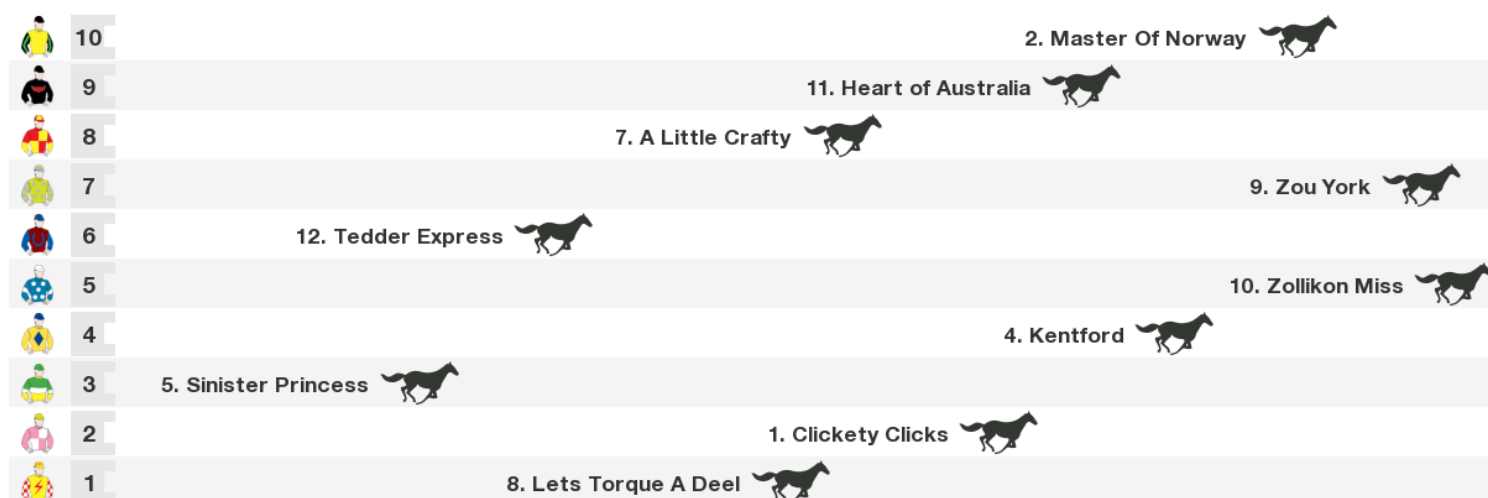 10 2. Master Of Norway
9 11. Heart of Australia
8 7. A Little Crafty
7 9. Zou York
6 12. Tedder Express
5 10. Zollikon Miss
4 4. Kentford
3 5. Sinister Princess
2 1. Clickety Clicks
1 8. Lets Torque A Deel